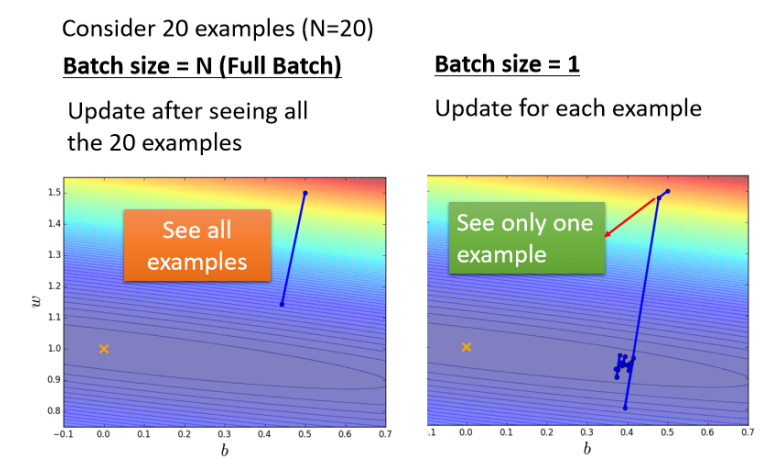 Consider 20 examples (N=20)
Batch size = N (Full Batch)
Update after seeing all
the 20 examples
Batch size = 1
Update for each example
See all
examples
1.5
1.4
1.3
1.2
1.1
1.0
0.9
0.8
w
−0.1 0.0 0.1 0.2 0.3 0.4 0.5 0.6 0.7
b
See only one
example
.1 0.0 0.1 0.2 0.3 0.4 0.5 0.6 0.7
b